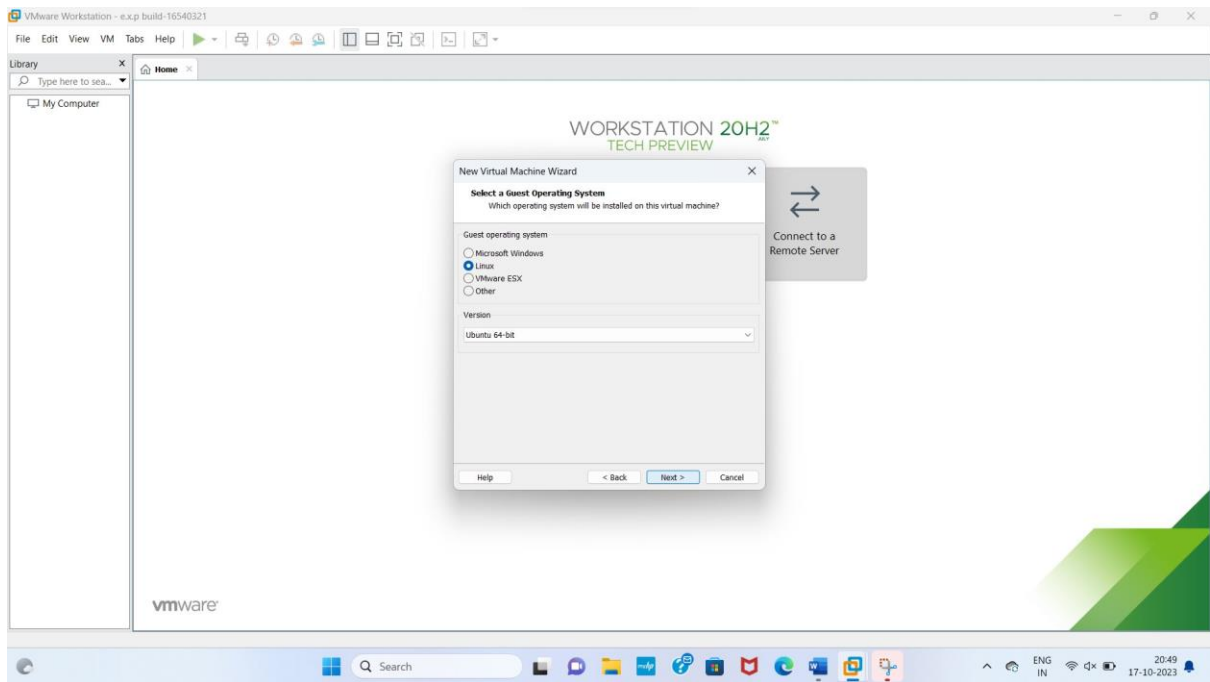 VMware Workstation - e.x.p build-16540321
File Edit View VM Tabs Help
Library X
Home ×
Type here to sea...
My Computer
WORKSTATION 20H2™
JULY
TECH PREVIEW
New Virtual Machine Wizard
Select a Guest Operating System
Which operating system will be installed on this virtual machine?
Guest operating system
Microsoft Windows
Linux
VMware ESX
Other
Version
Ubuntu 64-bit
Help
< Back
Next >
Cancel
Connect to a
Remote Server
vmware
Search
ENG
IN
20:49
17-10-2023